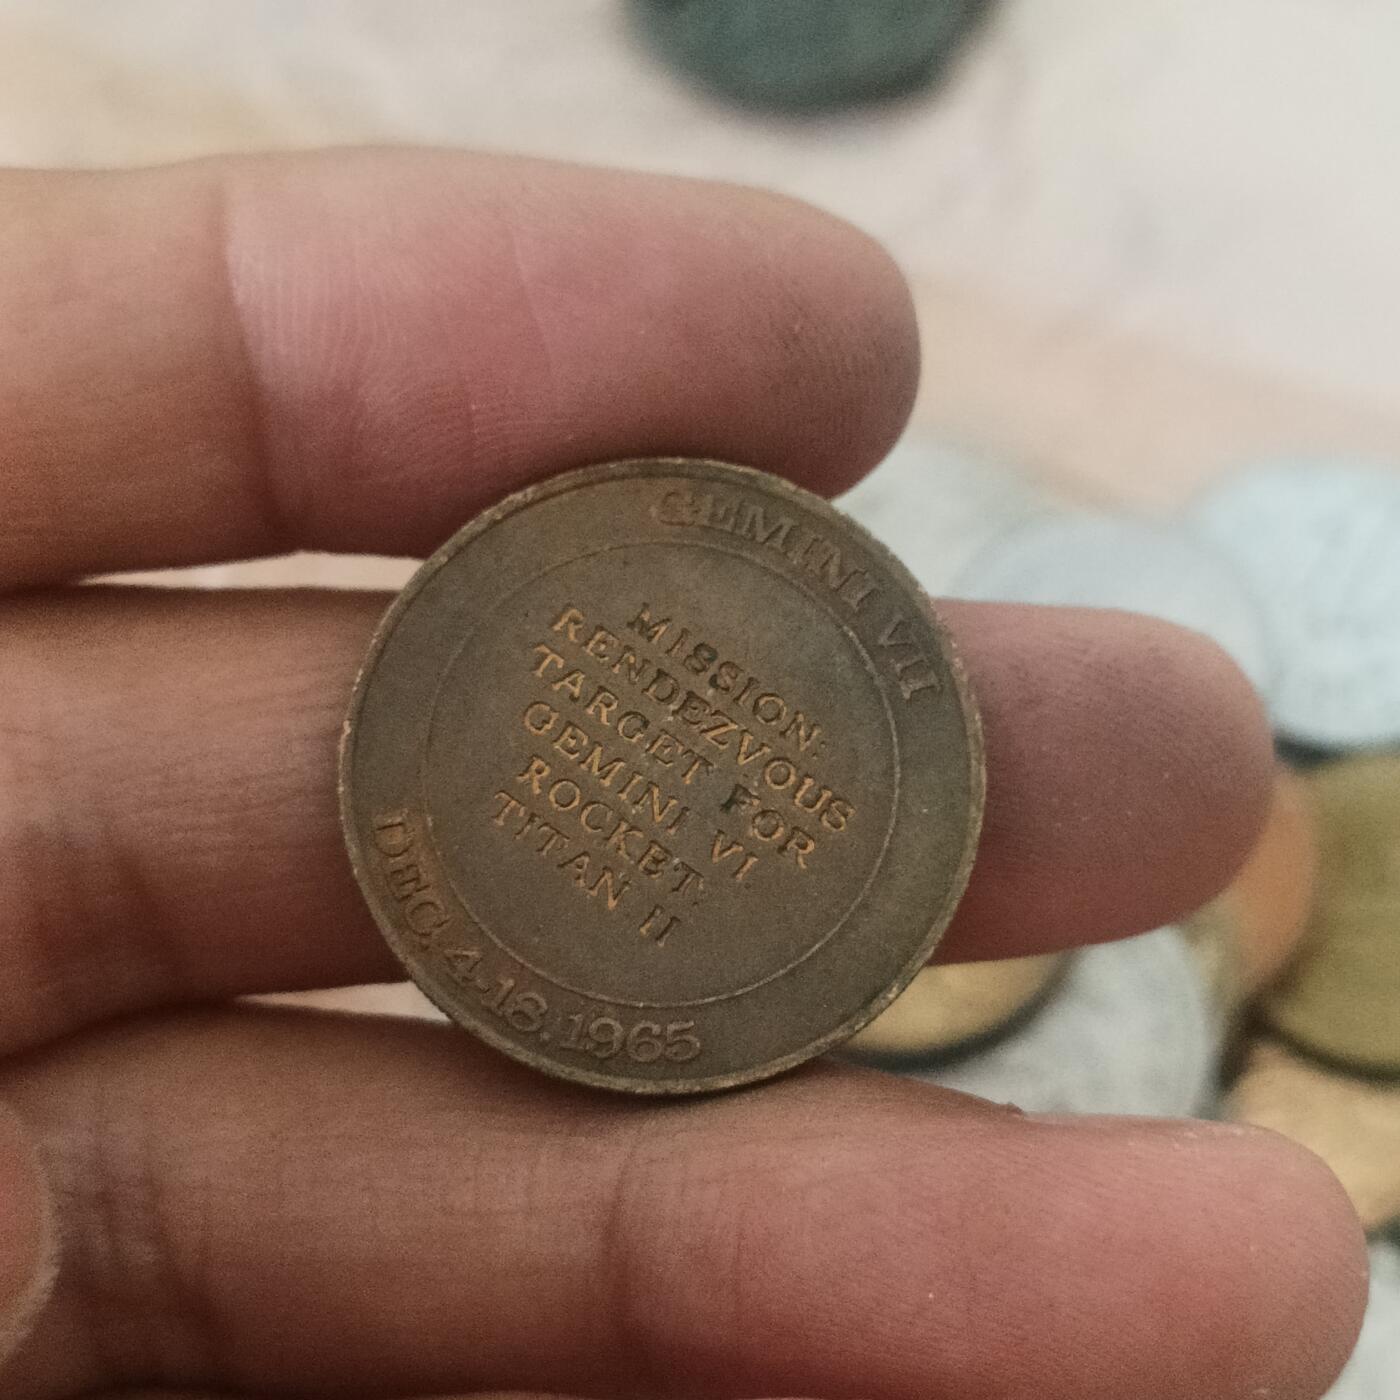 GEMINI VII
MISSION:
RENDEZVOUS
TARGET FOR
GEMINI VI
ROCKET:
TITAN II
DEC. 4-18, 1965